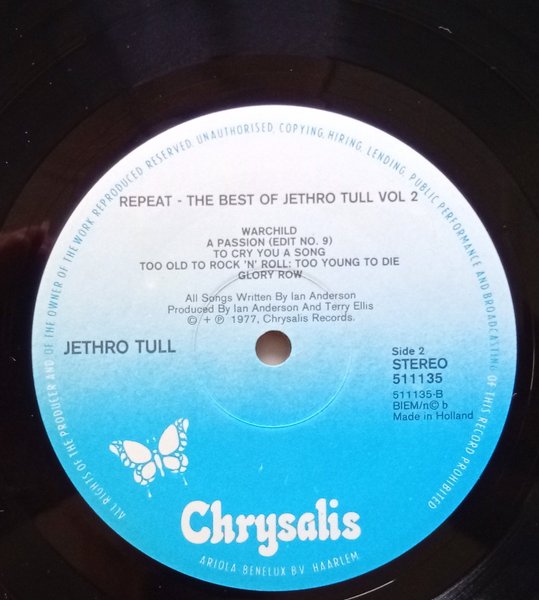 ALL RIGHTS OF THE PRODUCER AND OF THE OWNER OF THE WORK REPRODUCED RESERVED. UNAUTHORISED, COPYING, HIRING, LENDING, PUBLIC PERFORMANCE AND BROADCASTING OF THIS RECORD PROHIBITED
REPEAT - THE BEST OF JETHRO TULL VOL 2
WARCHILD
A PASSION (EDIT NO. 9)
TO CRY YOU A SONG
TOO OLD TO ROCK 'N' ROLL: TOO YOUNG TO DIE
GLORY ROW
All Songs Written By Ian Anderson
Produced By Ian Anderson and Terry Ellis
© + ℗ 1977, Chrysalis Records.
JETHRO TULL
Side 2
STEREO
511135
511135-B
BIEM/n© b
Made in Holland
Chrysalis
ARIOLA BENELUX B.V. HAARLEM